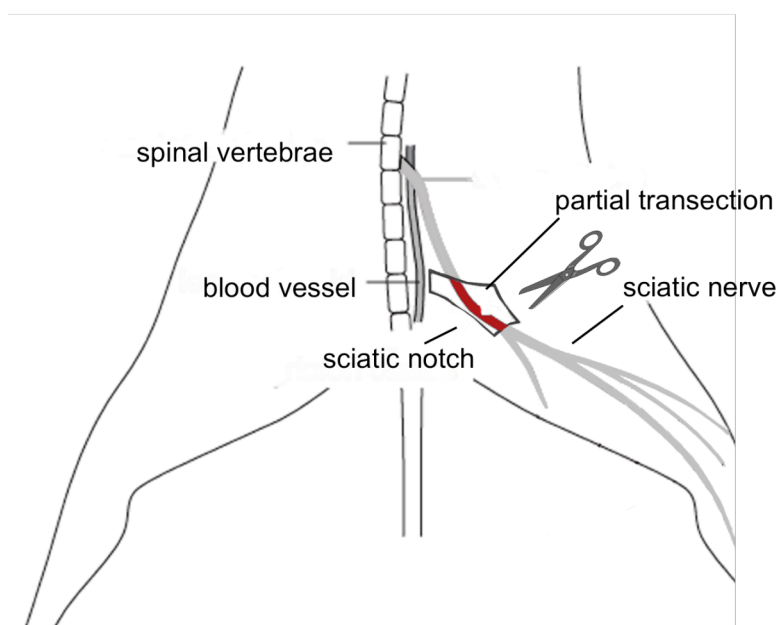 spinal vertebrae
partial transection
blood vessel
sciatic nerve
sciatic notch